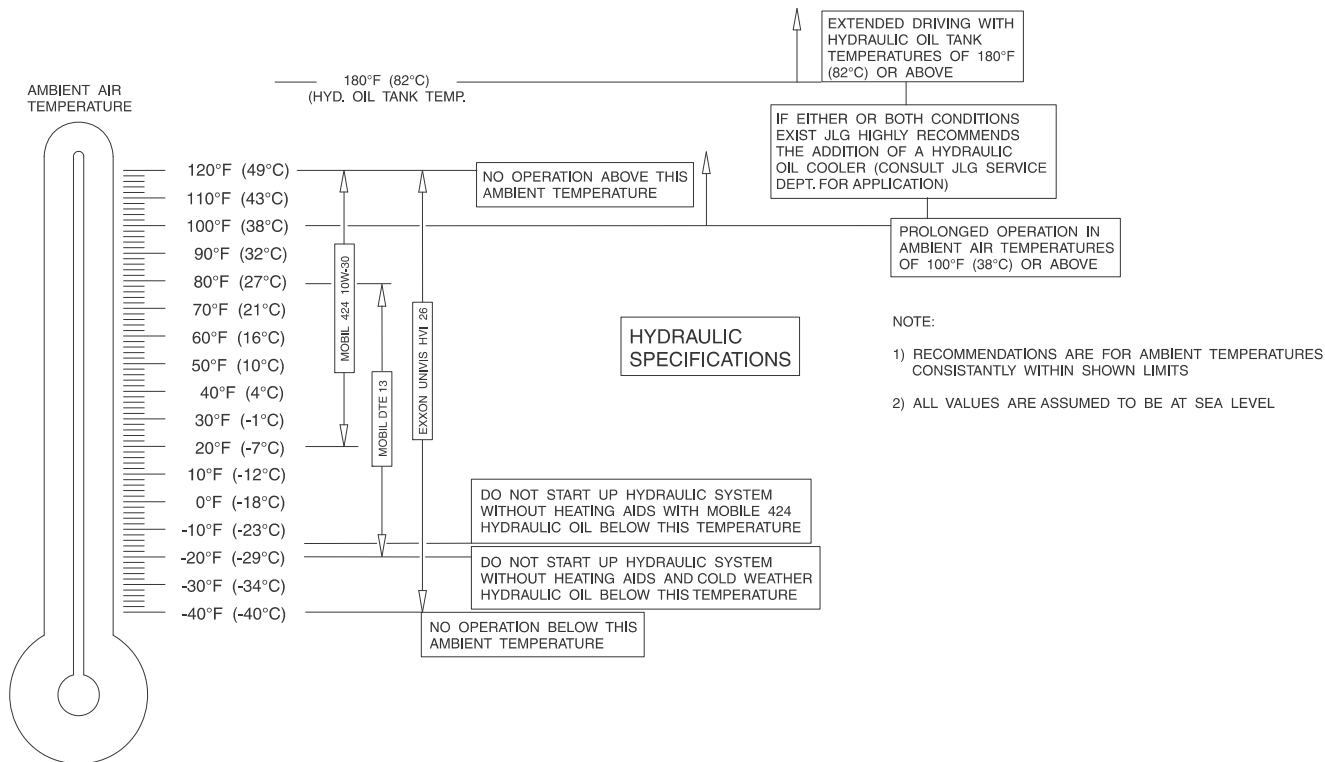 EXTENDED DRIVING WITH
HYDRAULIC OIL TANK
TEMPERATURES OF 180°F
(82°C) OR ABOVE
180°F (82°C)
(HYD. OIL TANK TEMP.
AMBIENT AIR
TEMPERATURE
IF EITHER OR BOTH CONDITIONS
EXIST JLG HIGHLY RECOMMENDS
THE ADDITION OF A HYDRAULIC
OIL COOLER (CONSULT JLG SERVICE
DEPT. FOR APPLICATION)
120°F (49°C)
110°F (43°C)
100°F (38°C)
90°F (32°C)
80°F (27°C)
70°F (21°C)
60°F (16°C)
50°F (10°C)
40°F (4°C)
30°F (-1°C)
20°F (-7°C)
10°F (-12°C)
0°F (-18°C)
-10°F (-23°C)
-20°F (-29°C)
-30°F (-34°C)
-40°F (-40°C)
NO OPERATION ABOVE THIS
AMBIENT TEMPERATURE
PROLONGED OPERATION IN
AMBIENT AIR TEMPERATURES
OF 100°F (38°C) OR ABOVE
MOBIL 424 10W-30
MOBIL DTE 13
EXXON UNIVIS HVI 26
HYDRAULIC
SPECIFICATIONS
NOTE:
1) RECOMMENDATIONS ARE FOR AMBIENT TEMPERATURES
CONSISTANTLY WITHIN SHOWN LIMITS
2) ALL VALUES ARE ASSUMED TO BE AT SEA LEVEL
DO NOT START UP HYDRAULIC SYSTEM
WITHOUT HEATING AIDS WITH MOBILE 424
HYDRAULIC OIL BELOW THIS TEMPERATURE
DO NOT START UP HYDRAULIC SYSTEM
WITHOUT HEATING AIDS AND COLD WEATHER
HYDRAULIC OIL BELOW THIS TEMPERATURE
NO OPERATION BELOW THIS
AMBIENT TEMPERATURE